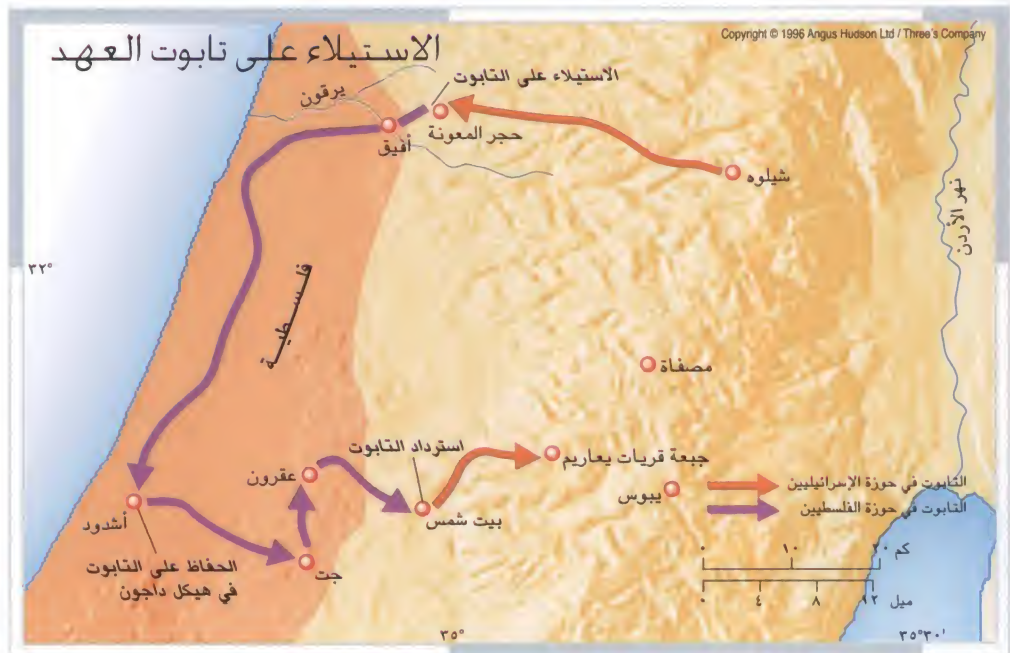 الاستيلاء على تابوت العهد
Copyright © 1996 Angus Hudson Ltd / Three's Company
الاستيلاء على التابوت
يرقون
حجر المعونة
أفيق
شيلوه
نهر الأردن
٣٢°
فلسطية
مصفاة
استرداد التابوت
جبعة قريات يعاريم
عقرون
بيت شمس
يبوس
أشدود
جت
الحفاظ على التابوت
في هيكل داجون
التابوت في حوزة الإسرائيليين
التابوت في حوزة الفلسطيين
٠ ١٠ ٢٠ كم
٠ ٤ ٨ ١٢ ميل
٣٥°
٣٥°٣٠'